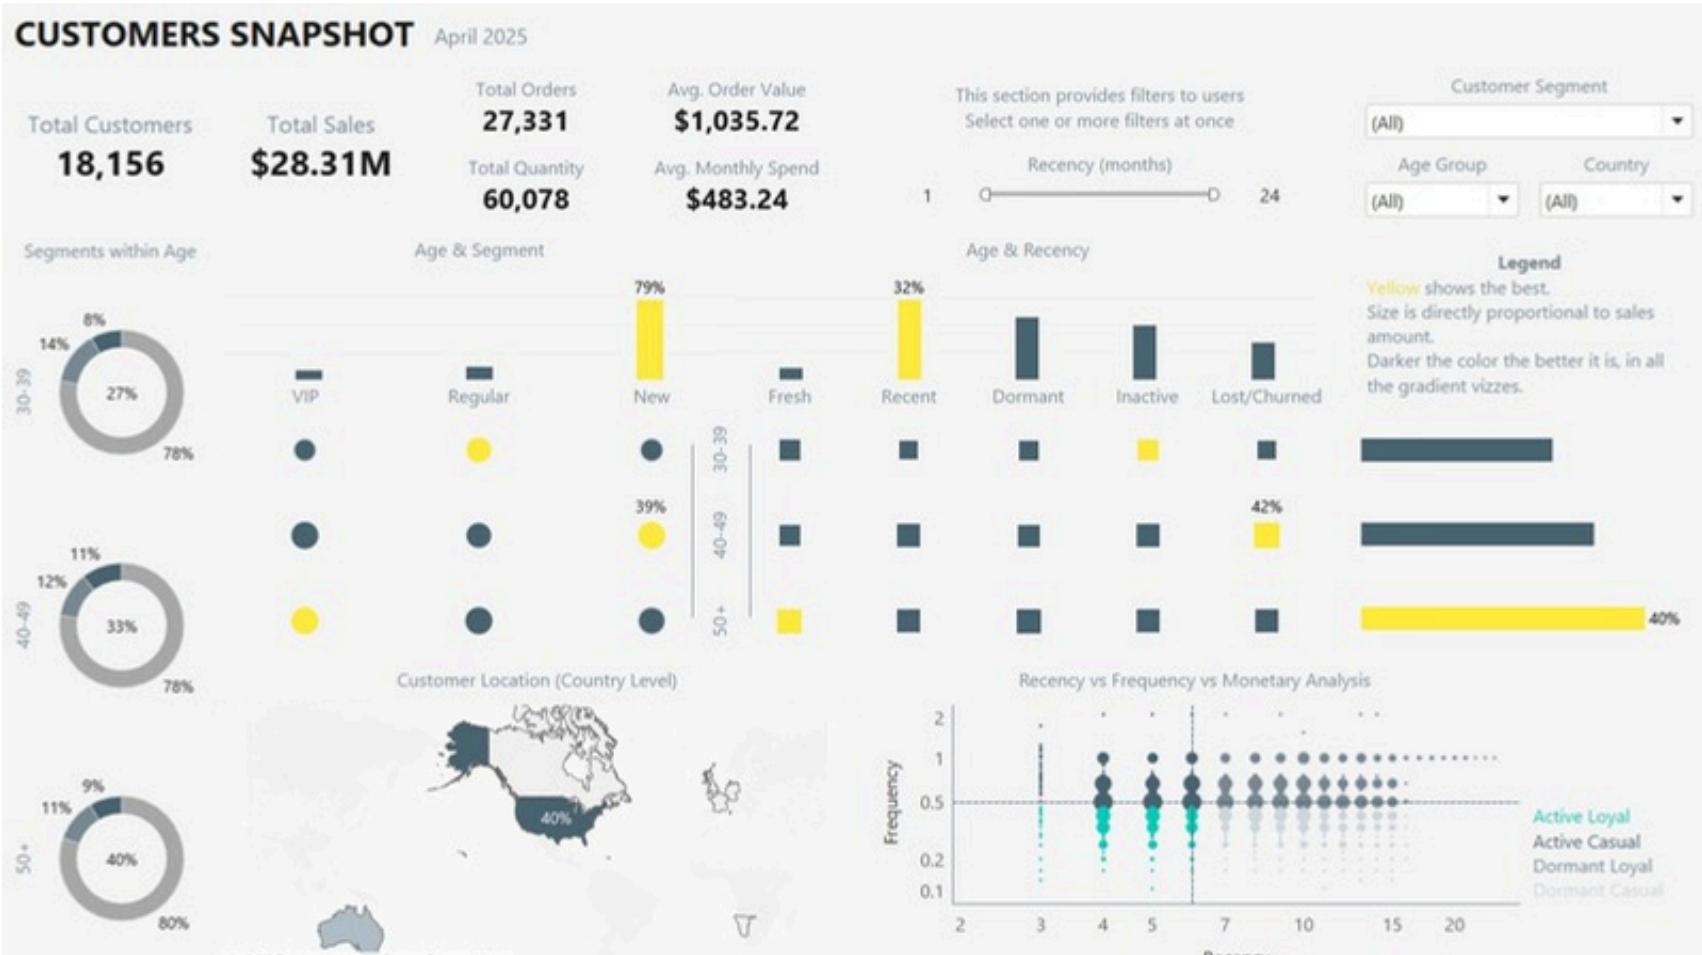 CUSTOMERS SNAPSHOT April 2025
Total Customers
18,156
Total Sales
$28.31M
Total Orders
27,331
Avg. Order Value
$1,035.72
Total Quantity
60,078
Avg. Monthly Spend
$483.24
This section provides filters to users
Select one or more filters at once
Recency (months)
1 24
Customer Segment
(All)
Age Group
(All)
Country
(All)
Segments within Age
30-39
8%
14%
27%
78%
40-49
11%
12%
33%
78%
50+
9%
11%
40%
80%
Age & Segment
79%
VIP Regular New
39%
Age & Recency
32%
Fresh Recent Dormant Inactive Lost/Churned
30-39
40-49
50+
42%
Legend
Yellow shows the best.
Size is directly proportional to sales
amount.
Darker the color the better it is, in all
the gradient vizzes.
40%
Customer Location (Country Level)
40%
Recency vs Frequency vs Monetary Analysis
Frequency
2
1
0.5
0.2
0.1
2 3 4 5 7 10 15 20
Active Loyal
Active Casual
Dormant Loyal
Dormant Casual